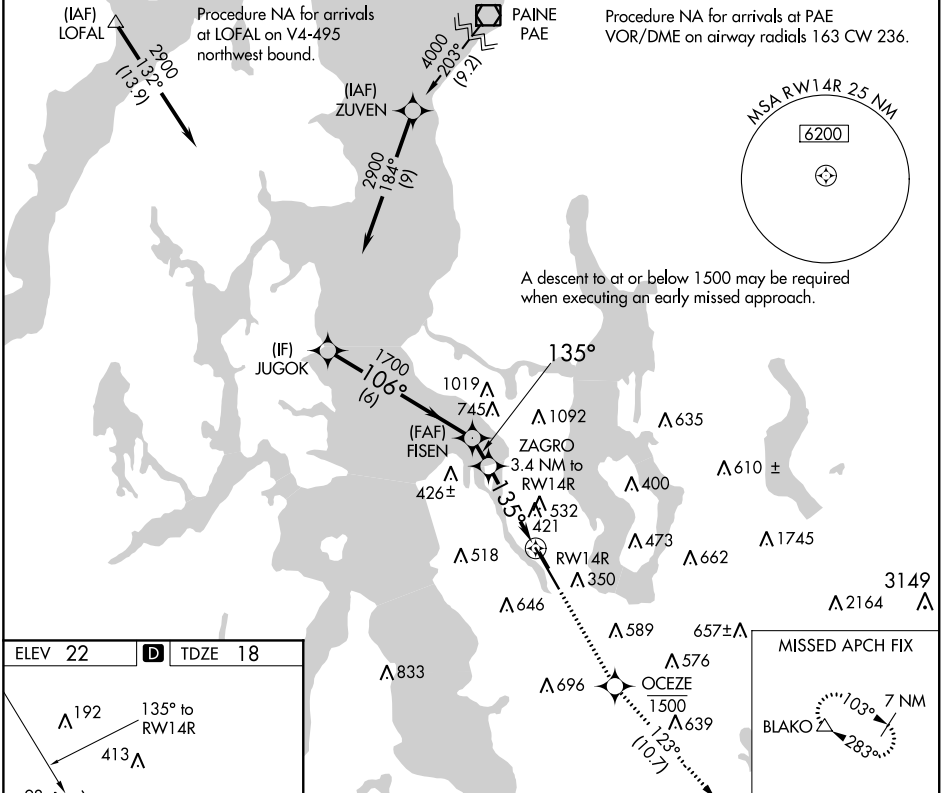 (IAF)
LOFAL
2900
132°
(13.9)
Procedure NA for arrivals
at LOFAL on V4-495
northwest bound.
PAINE
PAE
4000
203°
(9.2)
Procedure NA for arrivals at PAE
VOR/DME on airway radials 163 CW 236.
(IAF)
ZUVEN
2900
184°
(9)
MSA RW14R 25 NM
6200
A descent to at or below 1500 may be required
when executing an early missed approach.
(IF)
JUGOK
1700
106°
(6)
135°
1019
745
1092
635
(FAF)
FISEN
ZAGRO
3.4 NM to
RW14R
426±
135°
400
610 ±
532
421
473
1745
518
RW14R
662
350
3149
646
2164
589
657±
833
696
576
OCEZE
1500
639
123°
(10.7)
ELEV 22
D
TDZE 18
192
135° to
RW14R
413
MISSED APCH FIX
7 NM
103°
BLAKO
283°